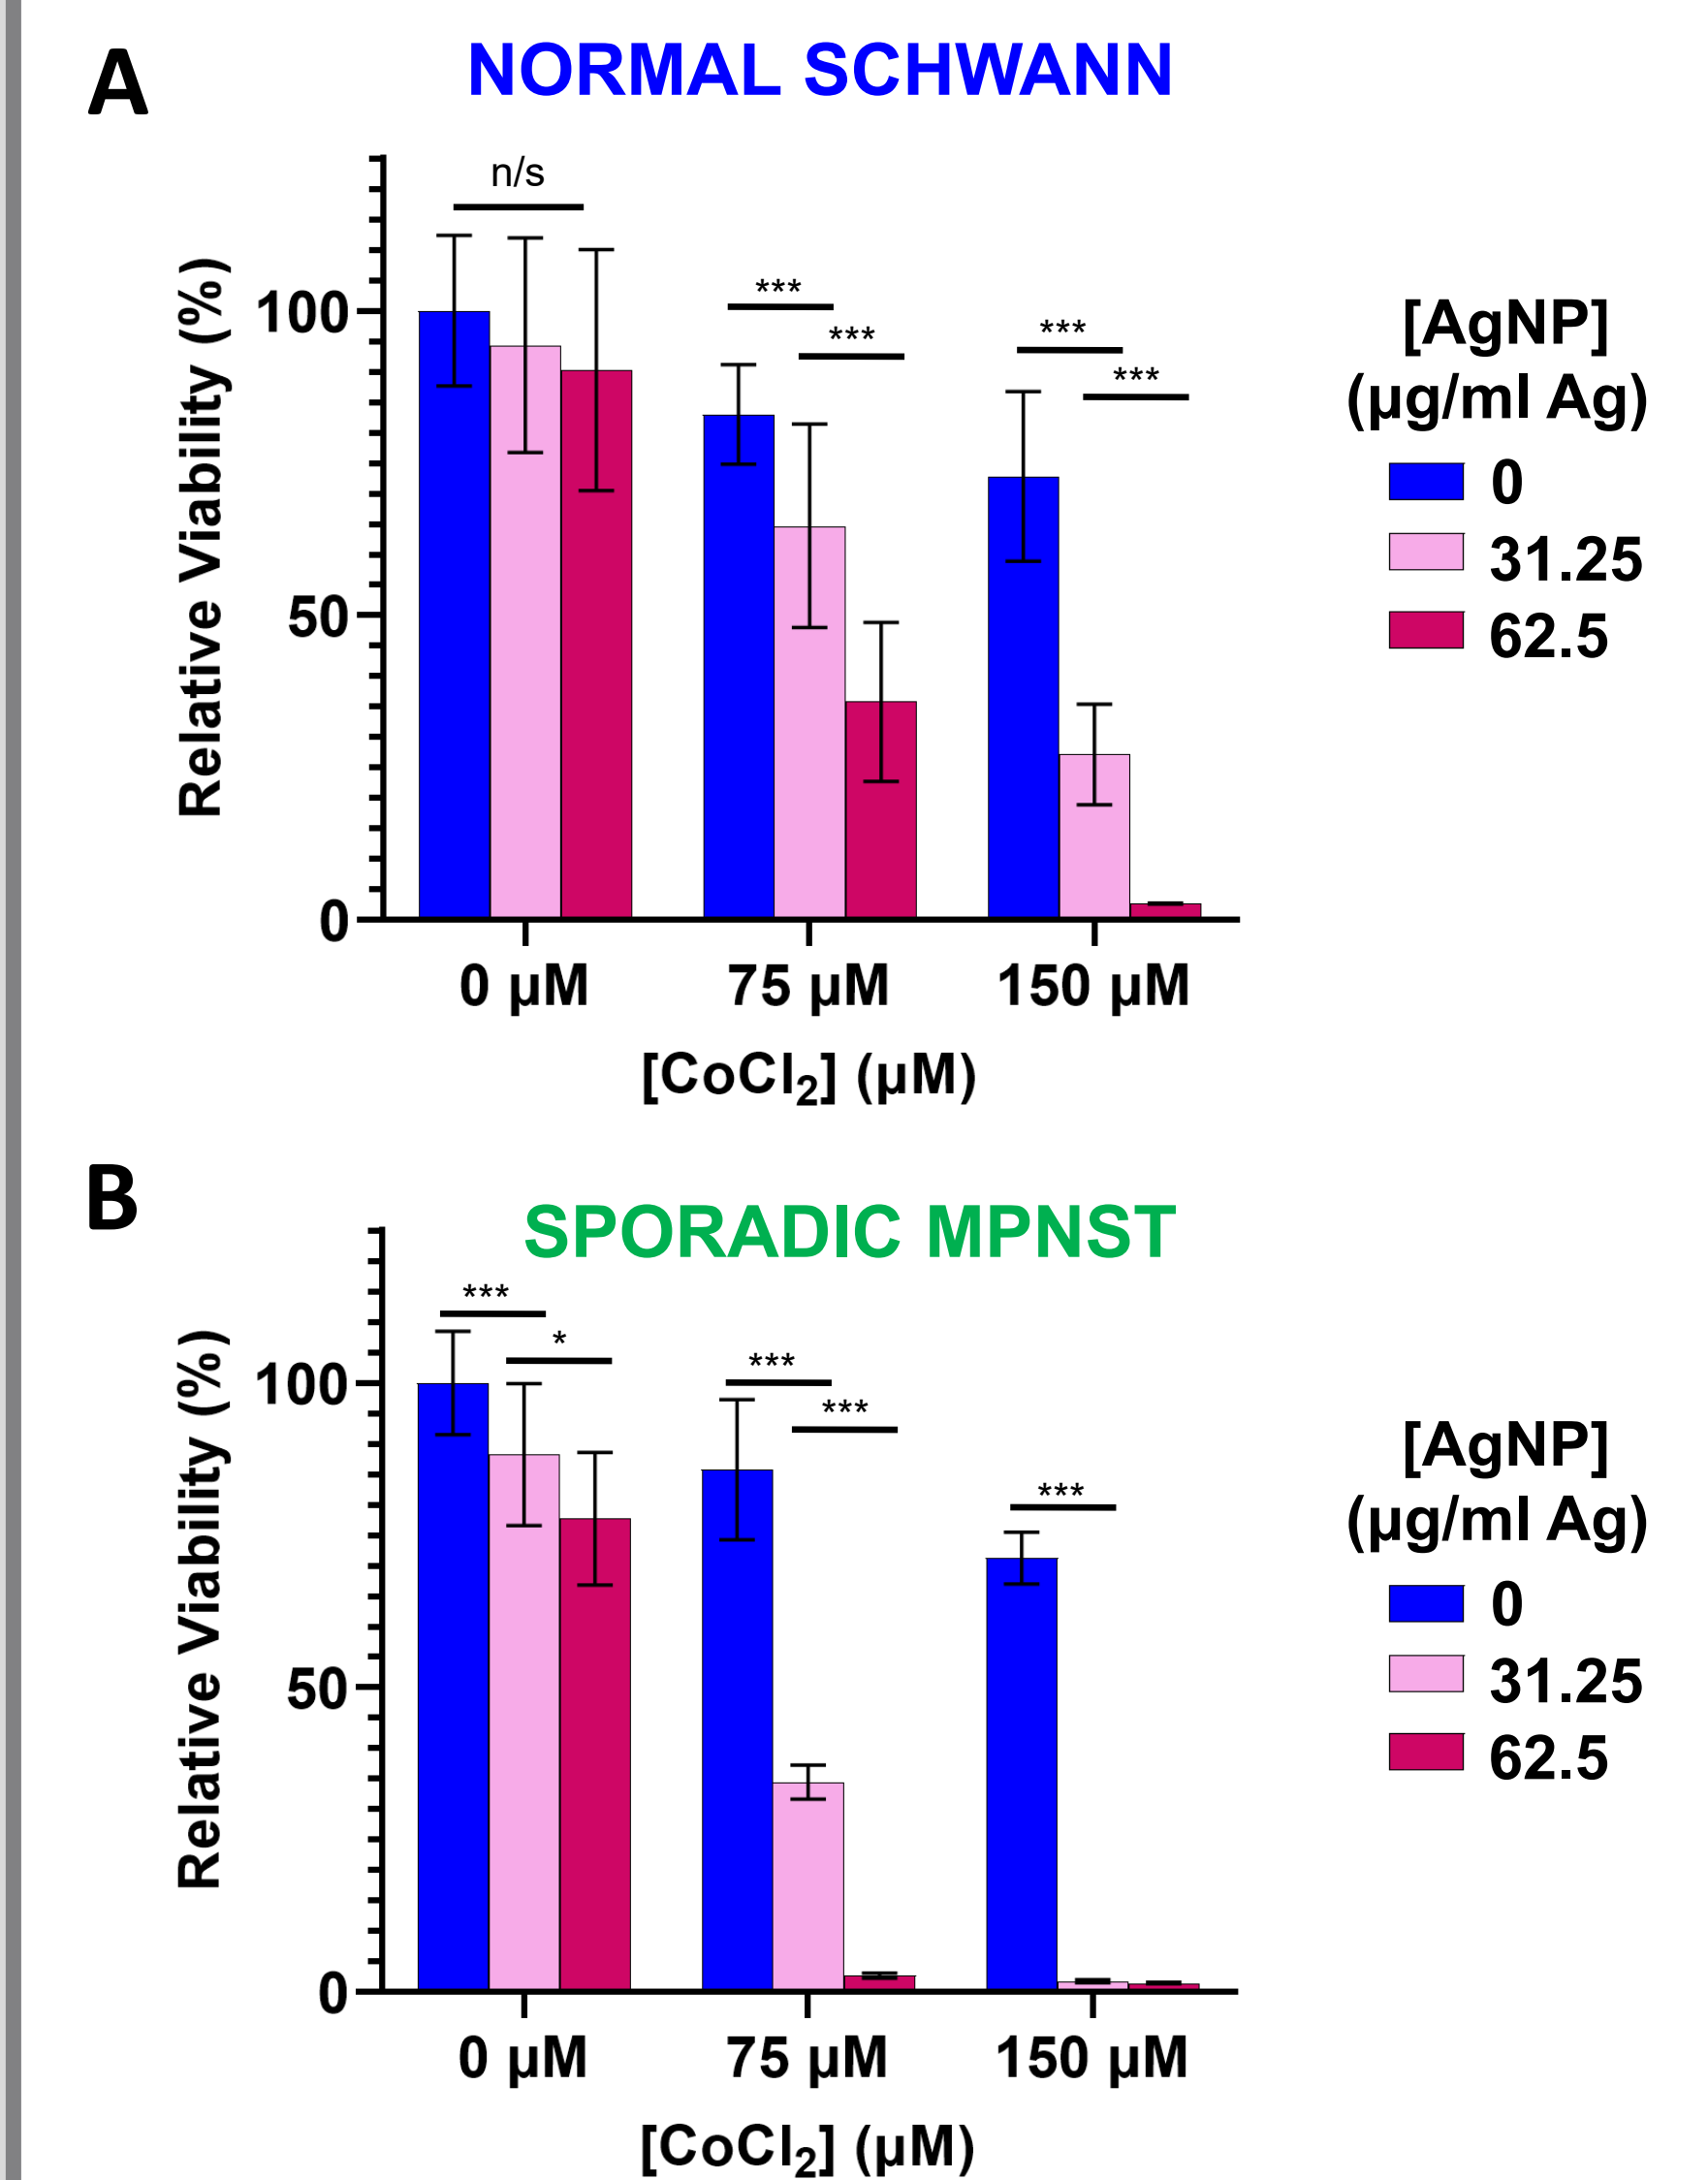 A
NORMAL SCHWANN
n/s
***
***
***
***
Relative Viability (%)
100
50
0
0 µM
75 µM
150 µM
[CoCl2] (µM)
[AgNP]
(µg/ml Ag)
0
31.25
62.5
B
SPORADIC MPNST
***
*
***
***
***
Relative Viability (%)
100
50
0
0 µM
75 µM
150 µM
[CoCl2] (µM)
[AgNP]
(µg/ml Ag)
0
31.25
62.5